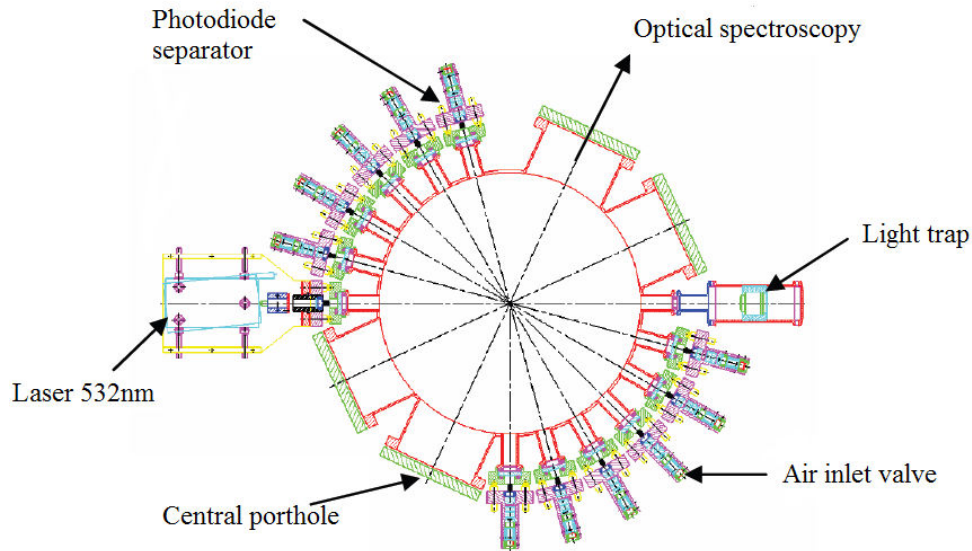 Photodiode
separator
Optical spectroscopy
Light trap
Laser 532nm
Air inlet valve
Central porthole